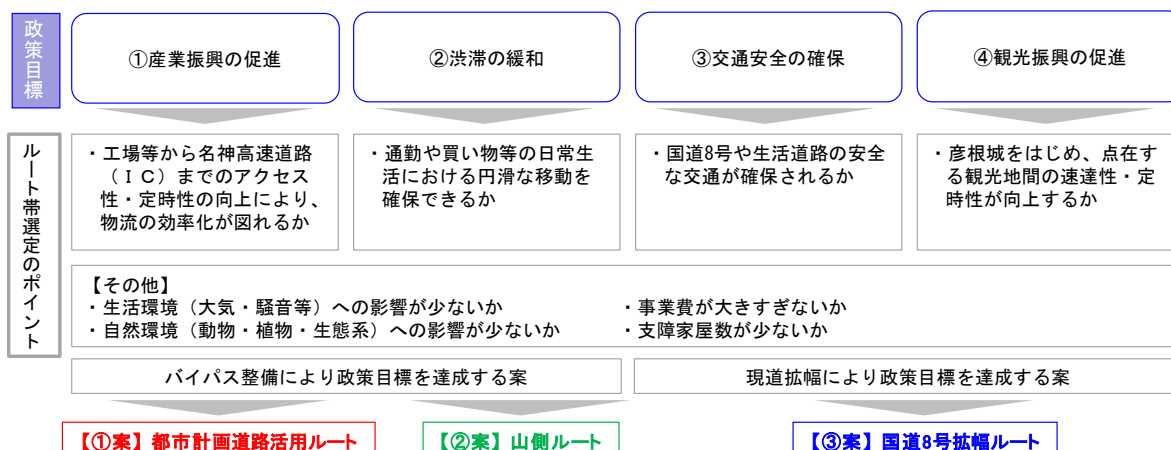 政策目標
①産業振興の促進
②渋滞の緩和
③交通安全の確保
④観光振興の促進
ルート帯選定のポイント
・工場等から名神高速道路
（ＩＣ）までのアクセス
性・定時性の向上により、
物流の効率化が図れるか
・通勤や買い物等の日常生
活における円滑な移動を
確保できるか
・国道8号や生活道路の安全
な交通が確保されるか
・彦根城をはじめ、点在す
る観光地間の速達性・定
時性が向上するか
【その他】
・生活環境（大気・騒音等）への影響が少ないか
・事業費が大きすぎないか
・自然環境（動物・植物・生態系）への影響が少ないか
・支障家屋数が少ないか
バイパス整備により政策目標を達成する案
現道拡幅により政策目標を達成する案
【①案】都市計画道路活用ルート
【②案】山側ルート
【③案】国道8号拡幅ルート